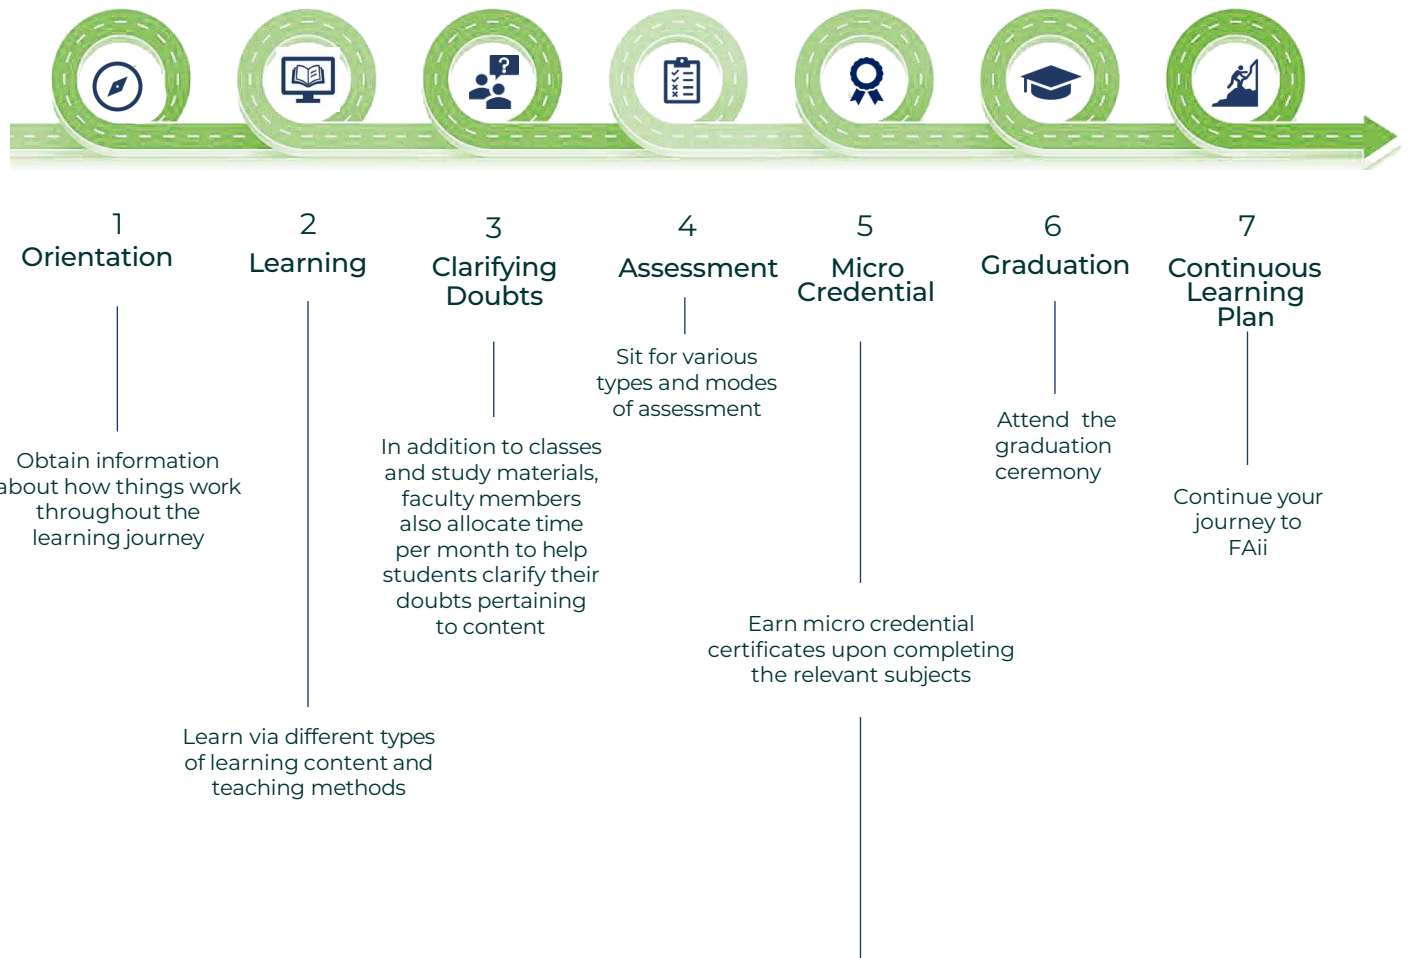 1
Orientation
Obtain information
about how things work
throughout the
learning journey
2
Learning
Learn via different types
of learning content and
teaching methods
3
Clarifying
Doubts
In addition to classes
and study materials,
faculty members
also allocate time
per month to help
students clarify their
doubts pertaining
to content
4
Assessment
Sit for various
types and modes
of assessment
5
Micro
Credential
Earn micro credential
certificates upon completing
the relevant subjects
6
Graduation
Attend the
graduation
ceremony
7
Continuous
Learning
Plan
Continue your
journey to
FAii